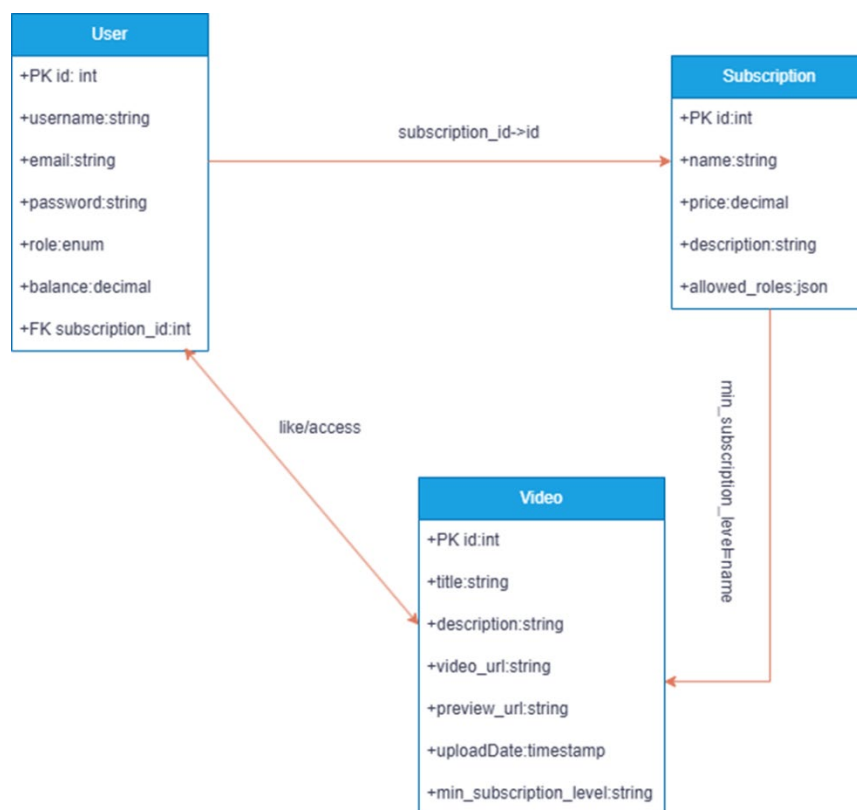 User
+PK id: int
+username:string
+email:string
+password:string
+role:enum
+balance:decimal
+FK subscription_id:int
subscription_id->id
Subscription
+PK id:int
+name:string
+price:decimal
+description:string
+allowed_roles:json
like/access
min_subscription_level=name
Video
+PK id:int
+title:string
+description:string
+video_url:string
+preview_url:string
+uploadDate:timestamp
+min_subscription_level:string